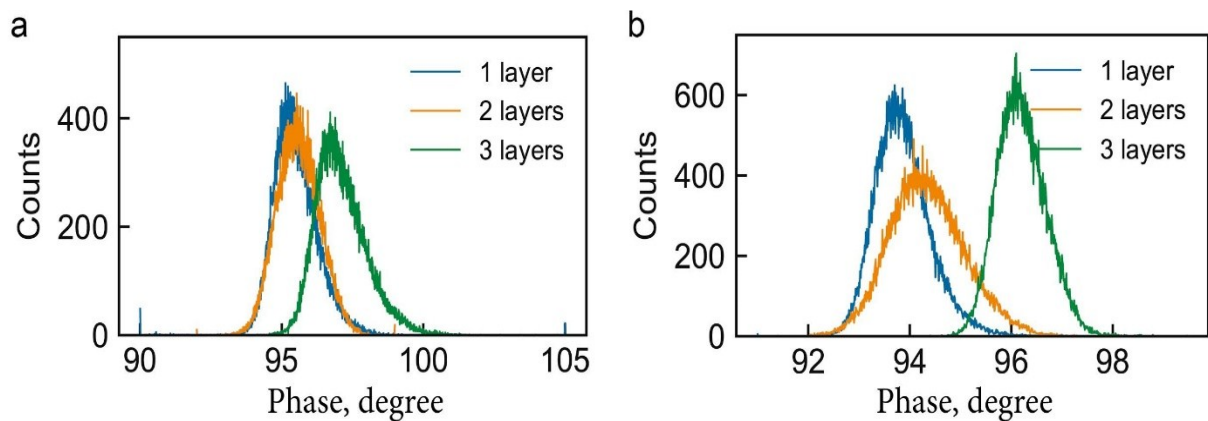 a
Counts
400
200
0
1 layer
2 layers
3 layers
90 95 100 105
Phase, degree
b
Counts
600
400
200
0
1 layer
2 layers
3 layers
92 94 96 98
Phase, degree